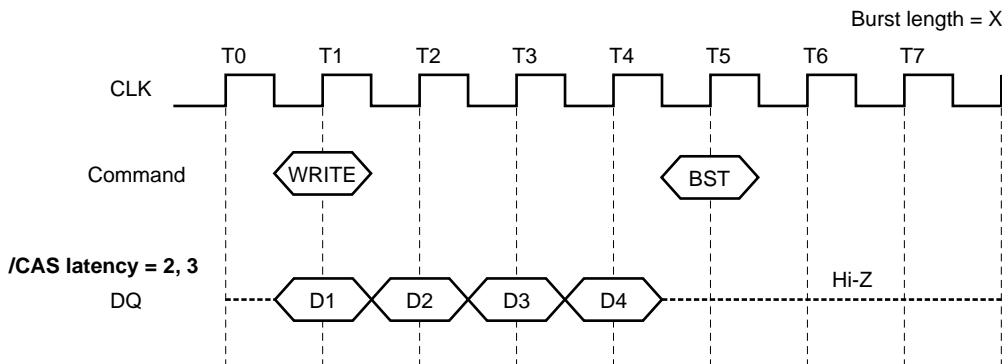 Burst length = X
T0 T1 T2 T3 T4 T5 T6 T7
CLK
Command WRITE BST
/CAS latency = 2, 3
DQ D1 D2 D3 D4 Hi-Z